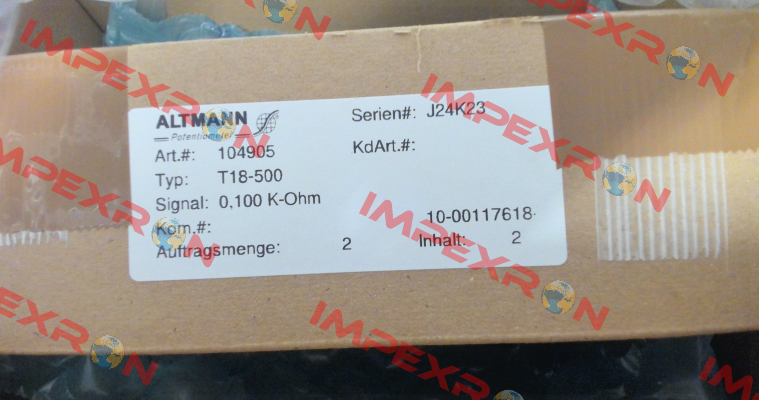 ALTMANN
Potentiometer
Serien#: J24K23
Art.#: 104905
KdArt.#:
Typ: T18-500
Signal: 0,100 K-Ohm
Kom.#:
10-00117618
Auftragsmenge: 2
Inhalt: 2
IMPEXRON
IMPEXRON
IMPEXRON
IMPEXRON
IMPEXRON
IMPEXRON
IMPEXRON